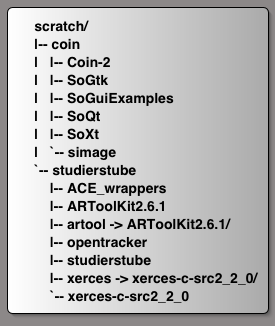 scratch/
|-- coin
|   |-- Coin-2
|   |-- SoGtk
|   |-- SoGuiExamples
|   |-- SoQt
|   |-- SoXt
|   `-- simage
`-- studierstube
    |-- ACE_wrappers
    |-- ARToolKit2.6.1
    |-- artool -> ARToolKit2.6.1/
    |-- opentracker
    |-- studierstube
    |-- xerces -> xerces-c-src2_2_0/
    `-- xerces-c-src2_2_0